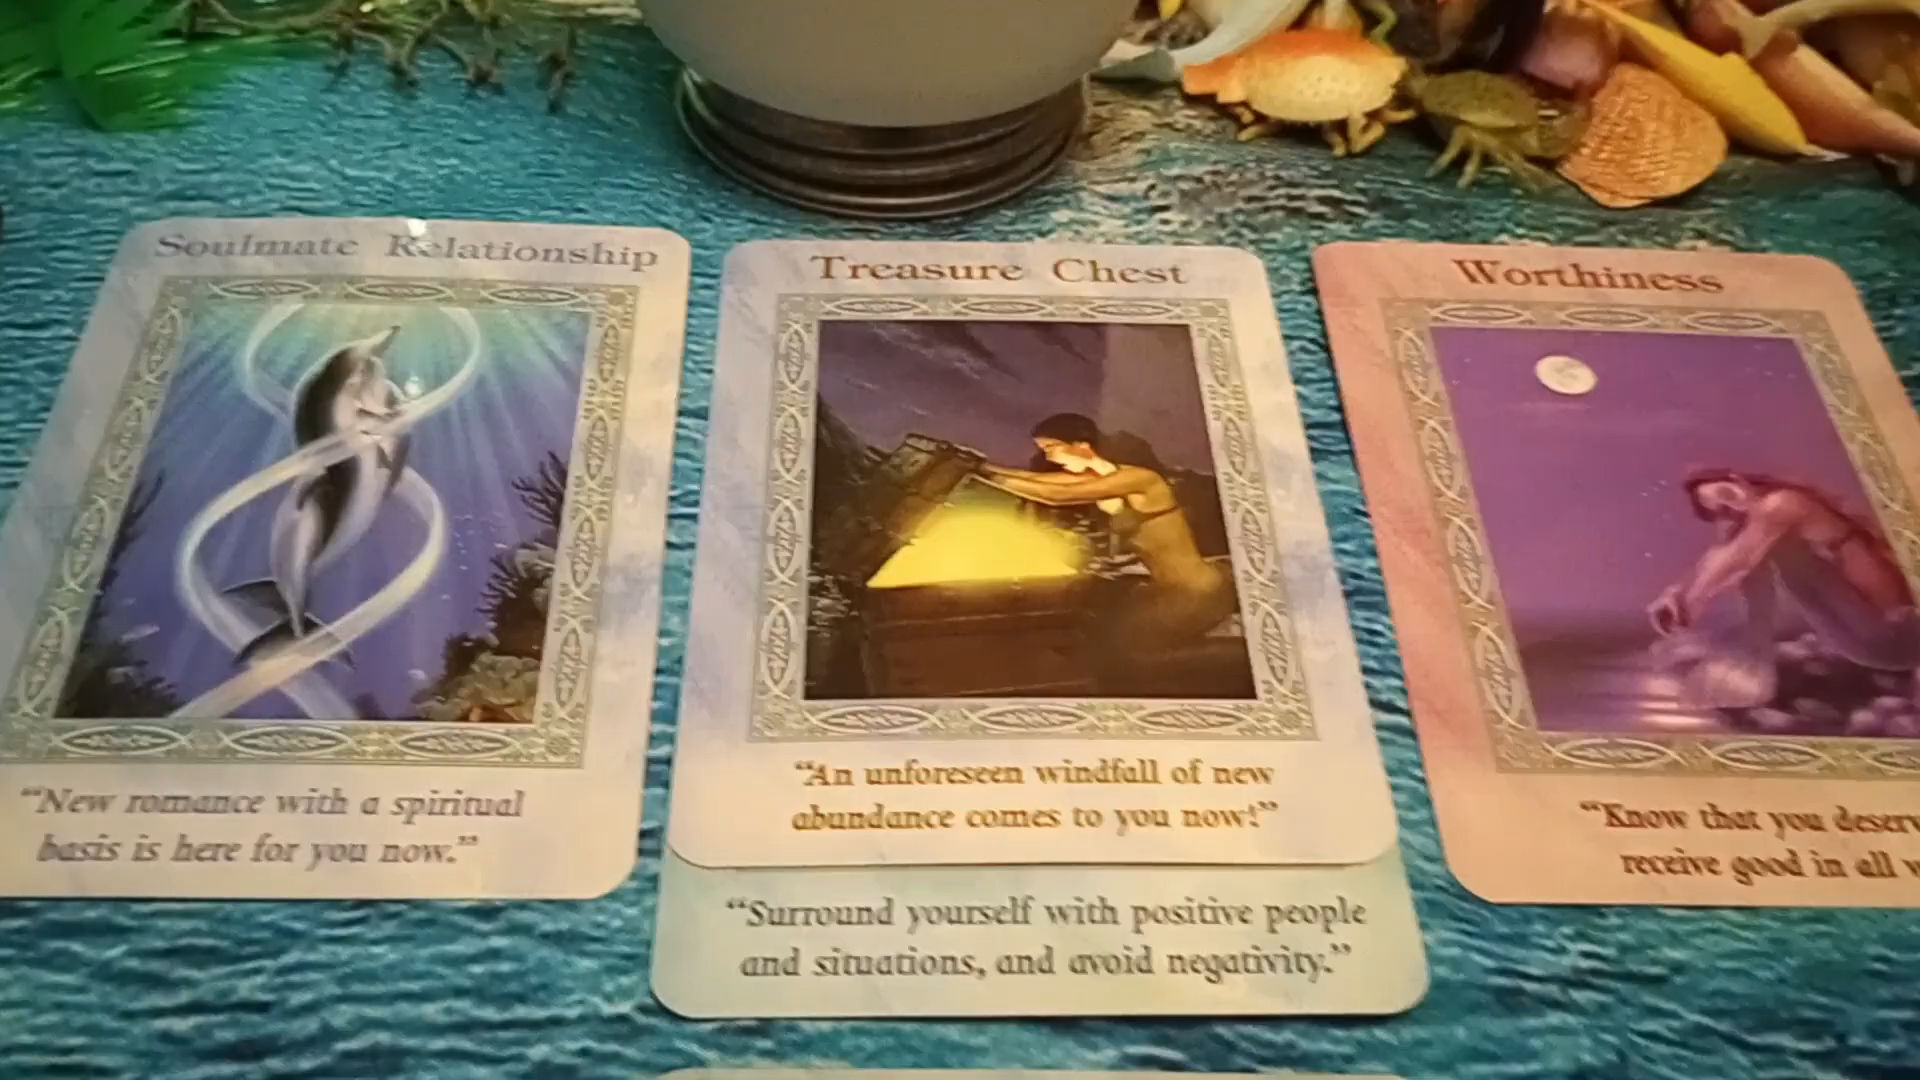 Soulmate Relationship
"New romance with a spiritual
basis is here for you now."
Treasure Chest
"An unforeseen windfall of new
abundance comes to you now!"
"Surround yourself with positive people
and situations, and avoid negativity."
Worthiness
"Know that you
receive good in all